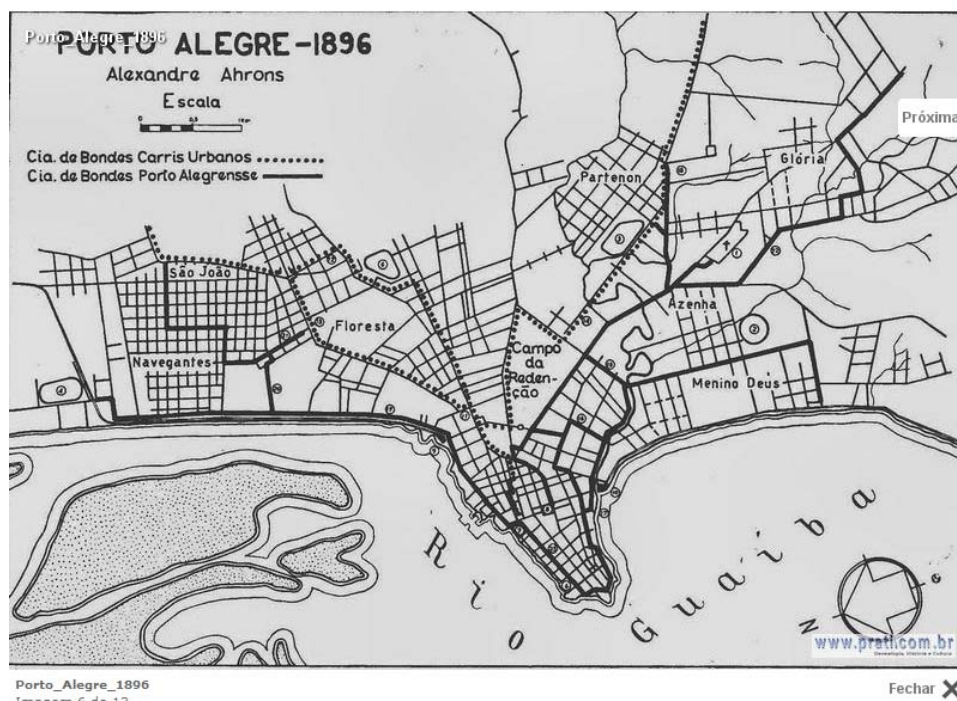 Porto_Alegre_1896
PORTO ALEGRE-1896
Alexandre Ahrons
Escala
Cia. de Bondes Carris Urbanos
Cia. de Bondes Porto Alegrensse
Próxima
Glória
Partenon
São João
Floresta
Azenha
Campo
da
Reden-
ção
Navegantes
Menino Deus
Rio Guaíba
N
www.prati.com.br
Porto_Alegre_1896
Fechar